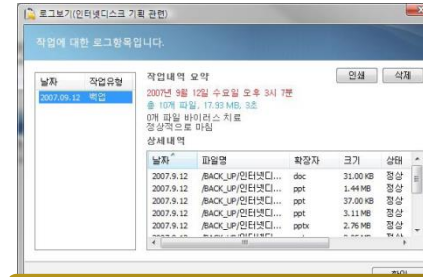 로그보기(인터넷디스크 기획 관련)
작업에 대한 로그항목입니다.
날짜 작업유형
2007.09.12 백업
작업내역 요약
인쇄 삭제
2007년 9월 12일 수요일 오후 3시 7분
총 10개 파일, 17.93 MB, 3초
0개 파일 바이러스 치료
정상적으로 마침
상세내역
날짜 파일명 확장자 크기 상태
2007.9.12 /BACK_UP/인터넷디... doc 31.00 KB 정상
2007.9.12 /BACK_UP/인터넷디... ppt 1.44 MB 정상
2007.9.12 /BACK_UP/인터넷디... ppt 37.00 KB 정상
2007.9.12 /BACK_UP/인터넷디... ppt 3.11 MB 정상
2007.9.12 /BACK_UP/인터넷디... pptx 2.76 MB 정상